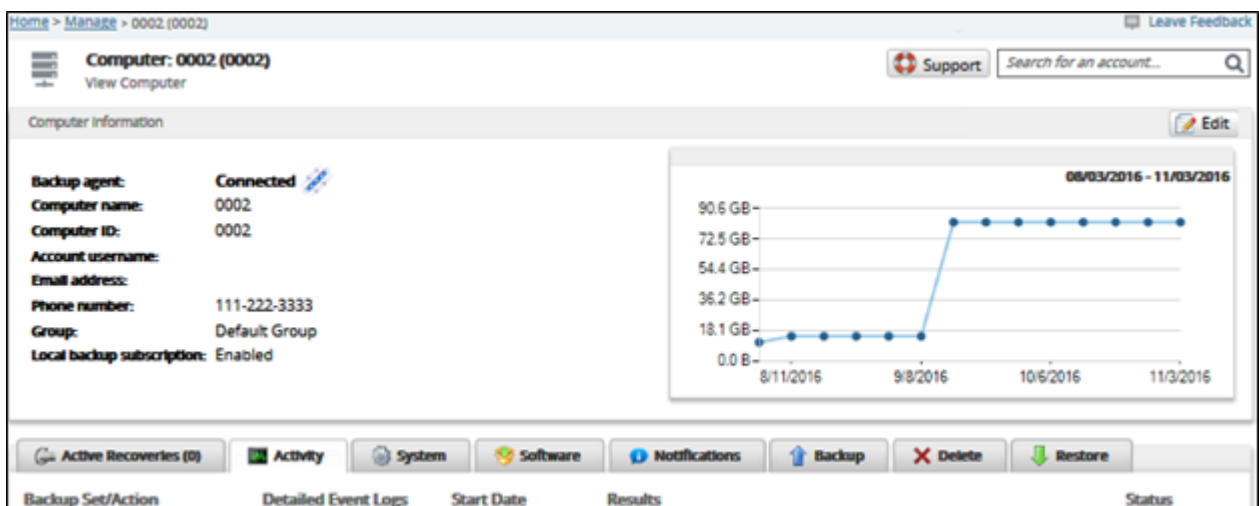 Home > Manage > 0002 (0002)
Leave Feedback
Computer: 0002 (0002)
View Computer
Support
Search for an account...
Computer Information
Edit
Backup agent: Connected
Computer name: 0002
Computer ID: 0002
Account username:
Email address:
Phone number: 111-222-3333
Group: Default Group
Local backup subscription: Enabled
08/03/2016 - 11/03/2016
90.6 GB
72.5 GB
54.4 GB
36.2 GB
18.1 GB
0.0 B
8/11/2016 9/8/2016 10/6/2016 11/3/2016
Active Recoveries (0) Activity System Software Notifications Backup Delete Restore
Backup Set/Action Detailed Event Logs Start Date Results Status